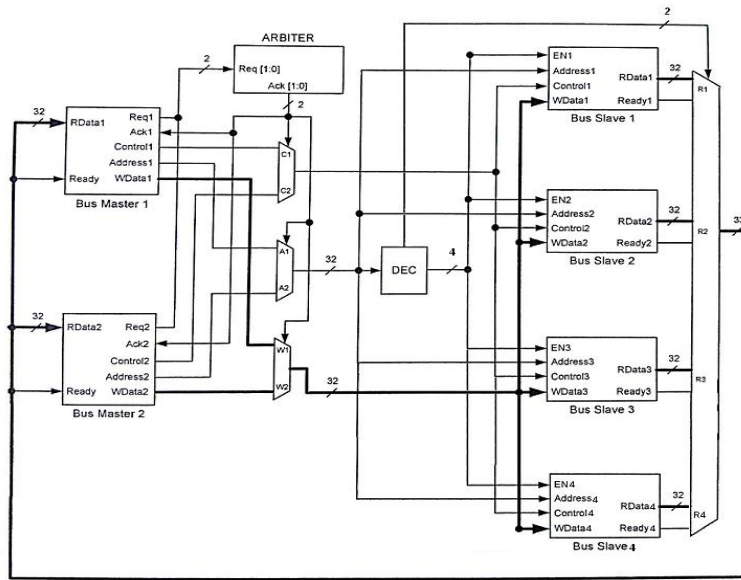 ARBITER
Req [1:0]
Ack [1:0]
2
2
2
32
RData1
Req1
Ack1
Control1
Address1
Ready
WData1
Bus Master 1
32
RData2
Req2
Ack2
Control2
Address2
Ready
WData2
Bus Master 2
C1
C2
A1
A2
W1
W2
32
32
DEC
4
EN1
Address1
Control1
WData1
RData1
Ready1
32
Bus Slave 1
EN2
Address2
Control2
WData2
RData2
Ready2
32
Bus Slave 2
EN3
Address3
Control3
WData3
RData3
Ready3
32
Bus Slave 3
EN4
Address4
Control4
WData4
RData4
Ready4
32
Bus Slave 4
R1
R2
R3
R4